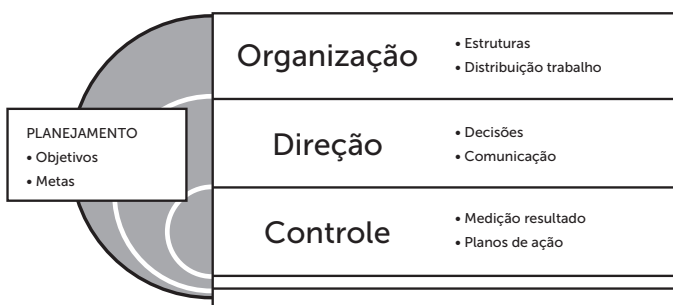 Organização
• Estruturas
• Distribuição trabalho
PLANEJAMENTO
• Objetivos
• Metas
Direção
• Decisões
• Comunicação
Controle
• Medição resultado
• Planos de ação